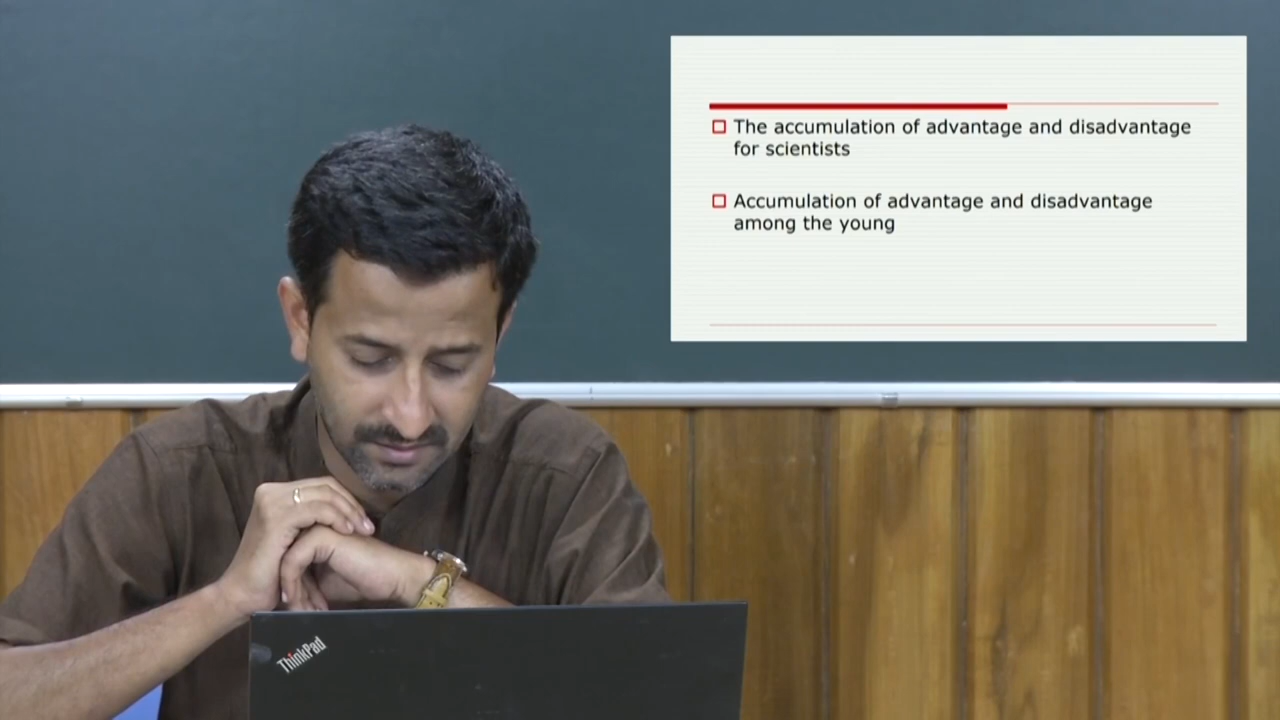 The accumulation of advantage and disadvantage
for scientists
Accumulation of advantage and disadvantage
among the young
ThinkPad